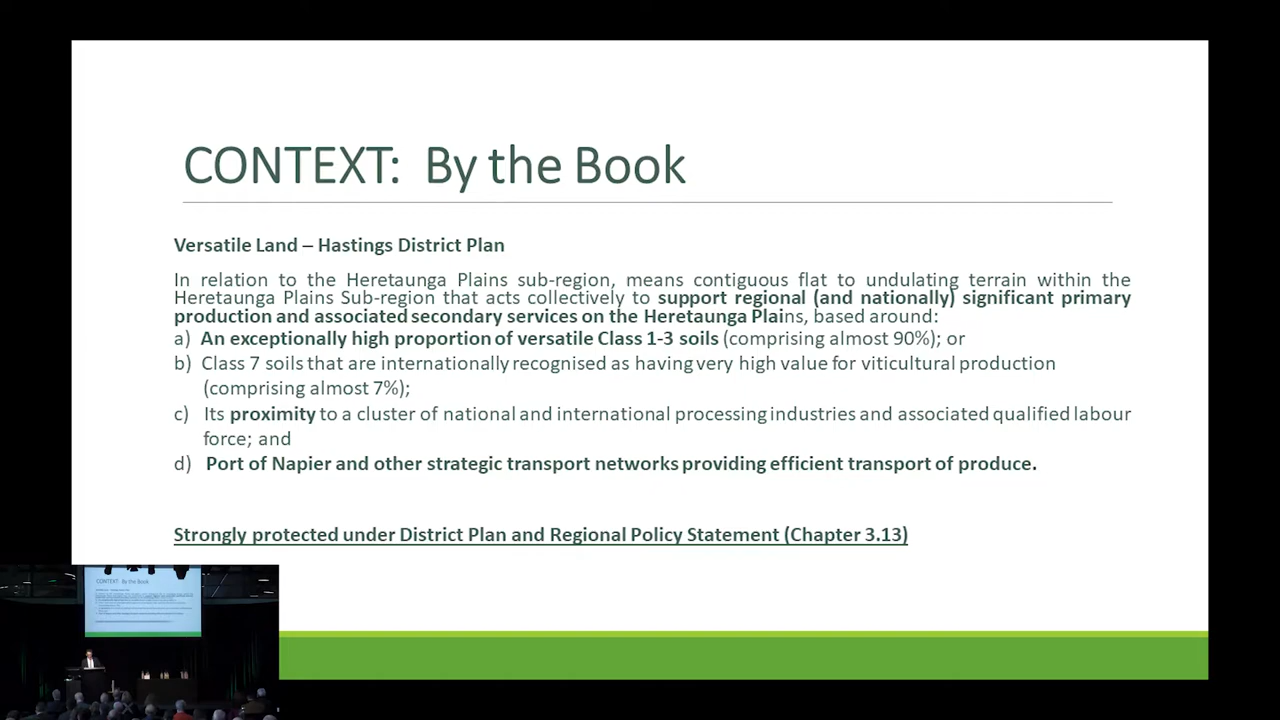 CONTEXT: By the Book
Versatile Land – Hastings District Plan
In relation to the Heretaunga Plains sub-region, means contiguous flat to undulating terrain within the
Heretaunga Plains Sub-region that acts collectively to support regional (and nationally) significant primary
production and associated secondary services on the Heretaunga Plains, based around:
a) An exceptionally high proportion of versatile Class 1-3 soils (comprising almost 90%); or
b) Class 7 soils that are internationally recognised as having very high value for viticultural production
(comprising almost 7%);
c) Its proximity to a cluster of national and international processing industries and associated qualified labour
force; and
d) Port of Napier and other strategic transport networks providing efficient transport of produce.
Strongly protected under District Plan and Regional Policy Statement (Chapter 3.13)
CONTEXT: By the Book